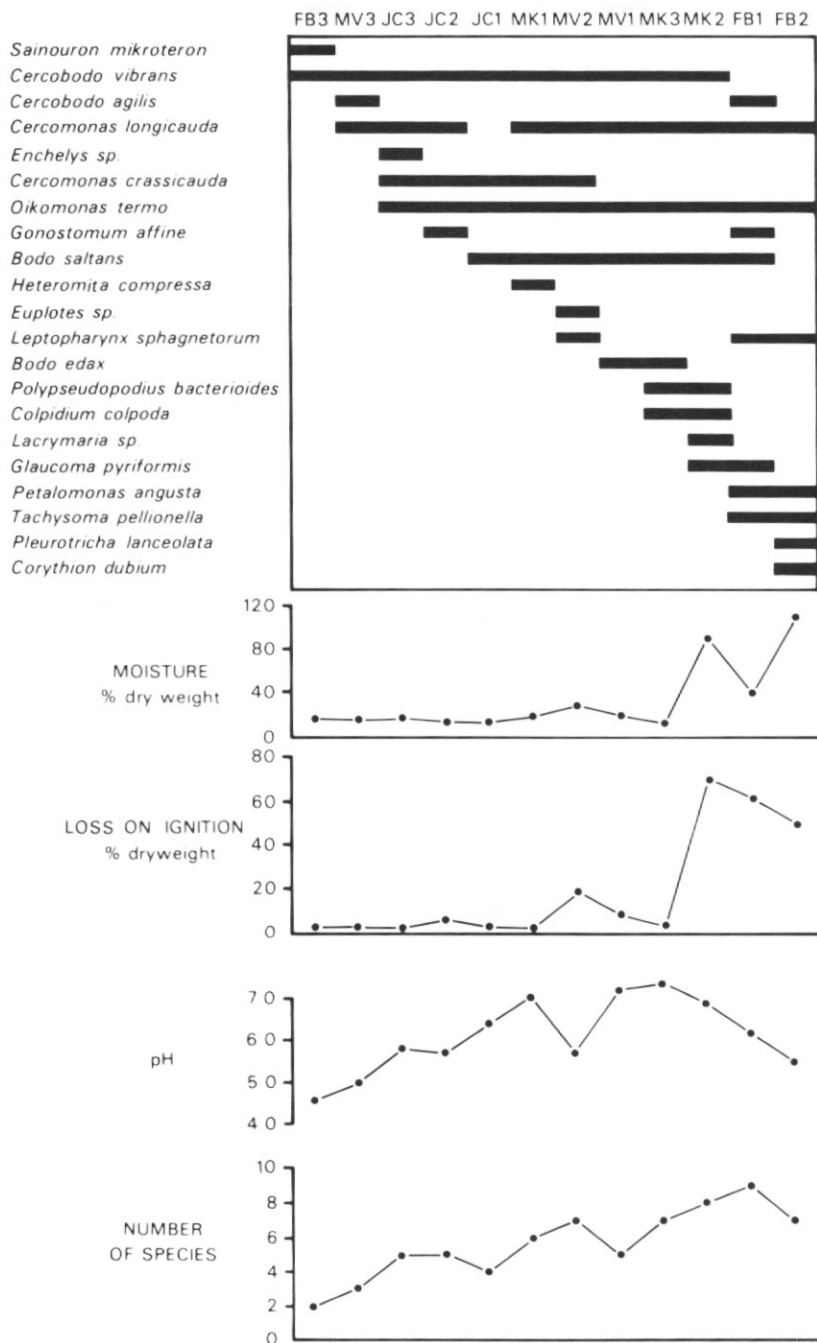 FB3 MV3 JC3 JC2 JC1 MK1 MV2 MV1 MK3 MK2 FB1 FB2
Sainouron mikroteron
Cercobodo vibrans
Cercobodo agilis
Cercomonas longicauda
Enchelys sp.
Cercomonas crassicauda
Oikomonas termo
Gonostomum affine
Bodo saltans
Heteromita compressa
Euplotes sp.
Leptopharynx sphagnetorum
Bodo edax
Polypseudopodius bacterioides
Colpidium colpoda
Lacrymaria sp.
Glaucoma pyriformis
Petalomonas angusta
Tachysoma pellionella
Pleurotricha lanceolata
Corythion dubium
120
80
40
0
MOISTURE
% dry weight
80
60
40
20
0
LOSS ON IGNITION
% dryweight
7 0
6 0
5 0
4 0
pH
10
8
6
4
2
0
NUMBER
OF SPECIES